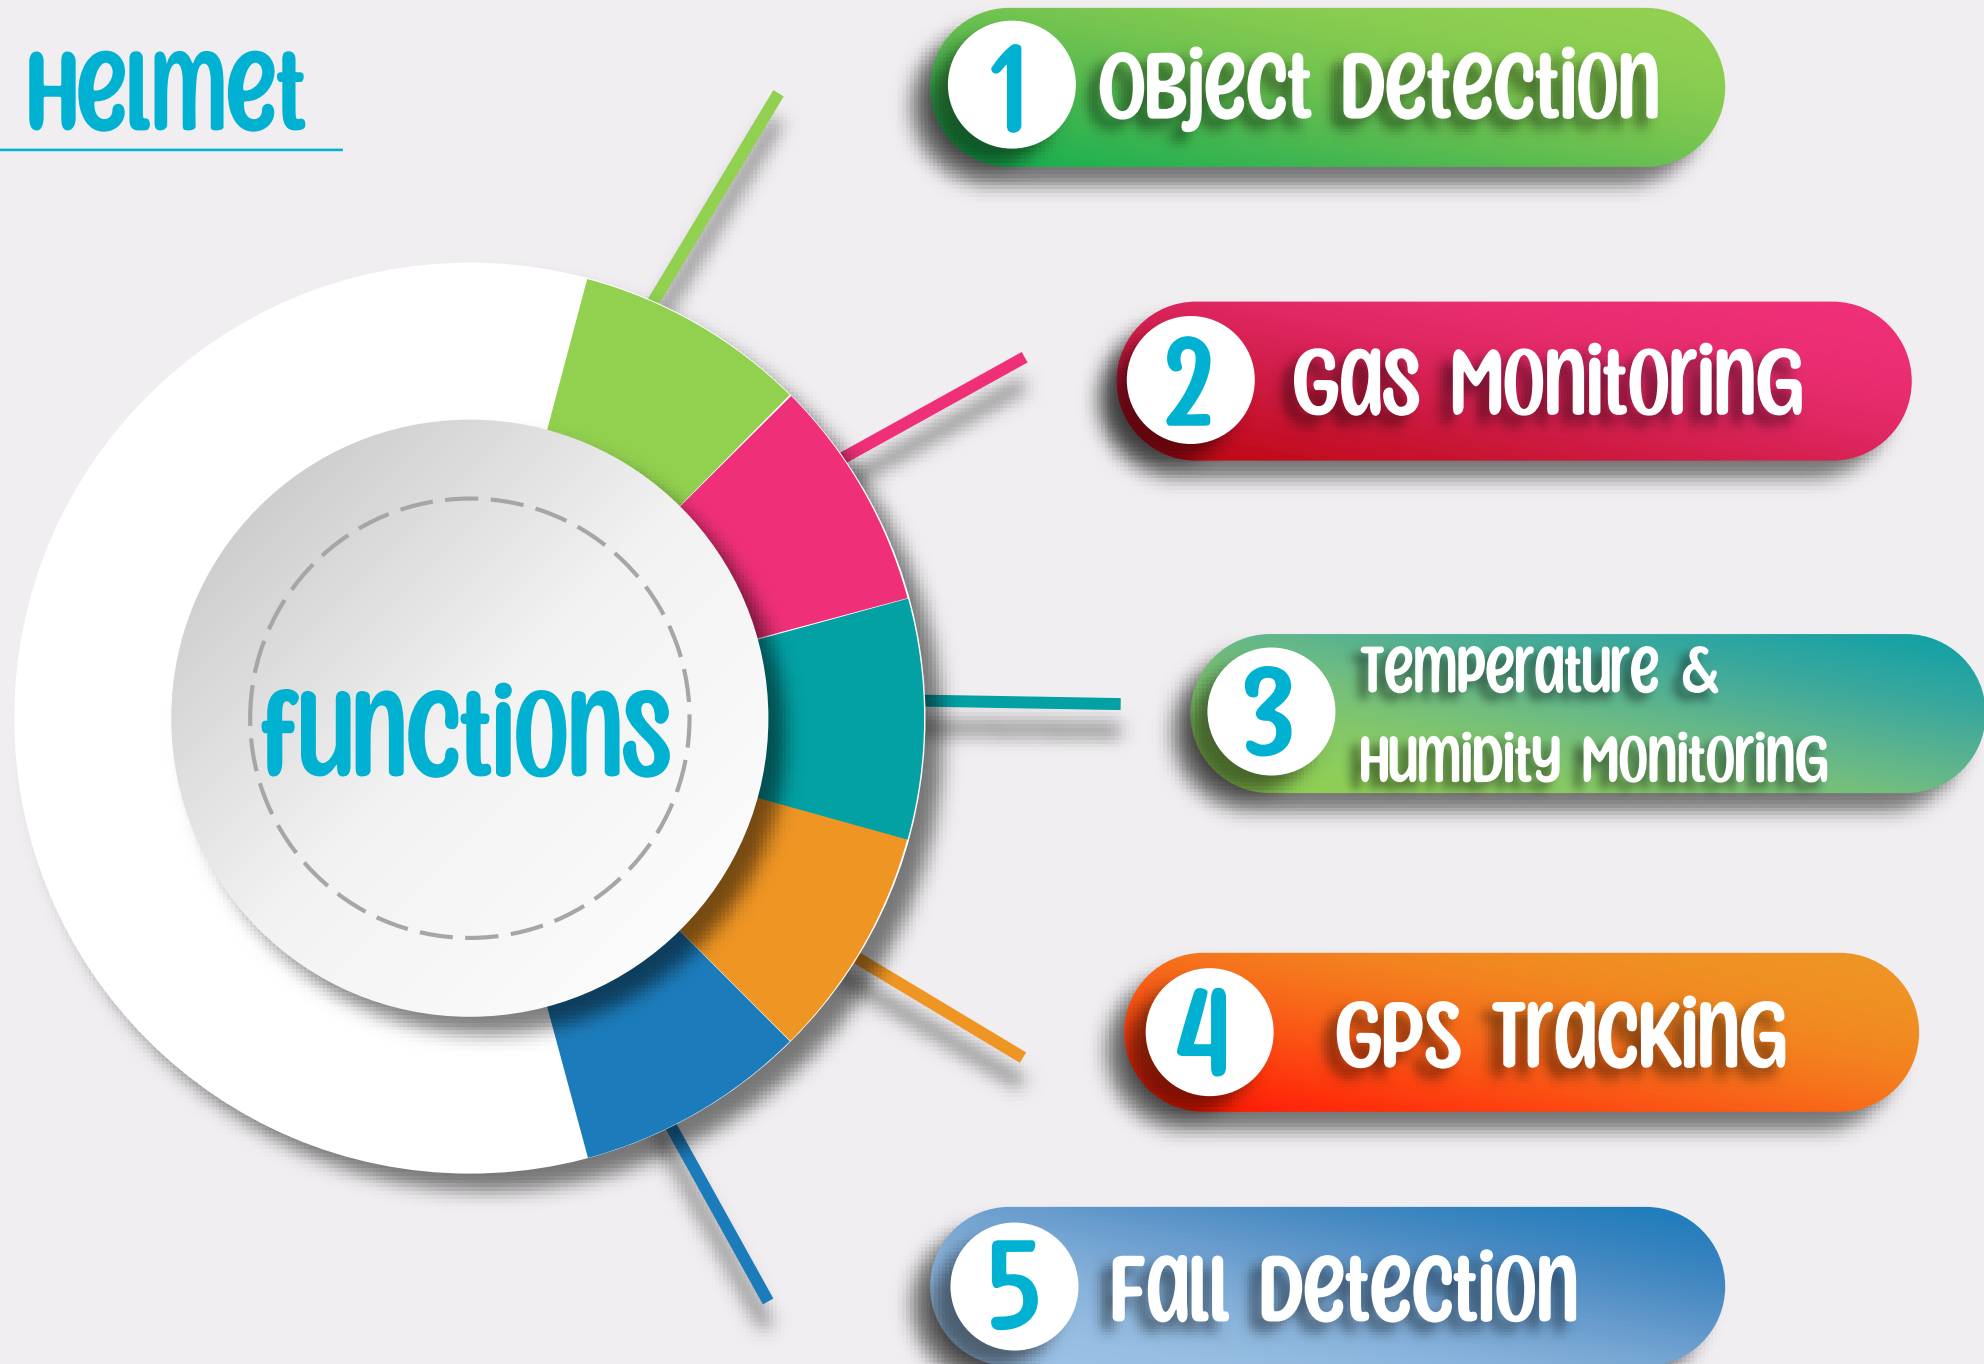 Helmet
1 Object Detection
2 Gas Monitoring
3 Temperature &
Humidity Monitoring
functions
4 GPS Tracking
5 Fall Detection